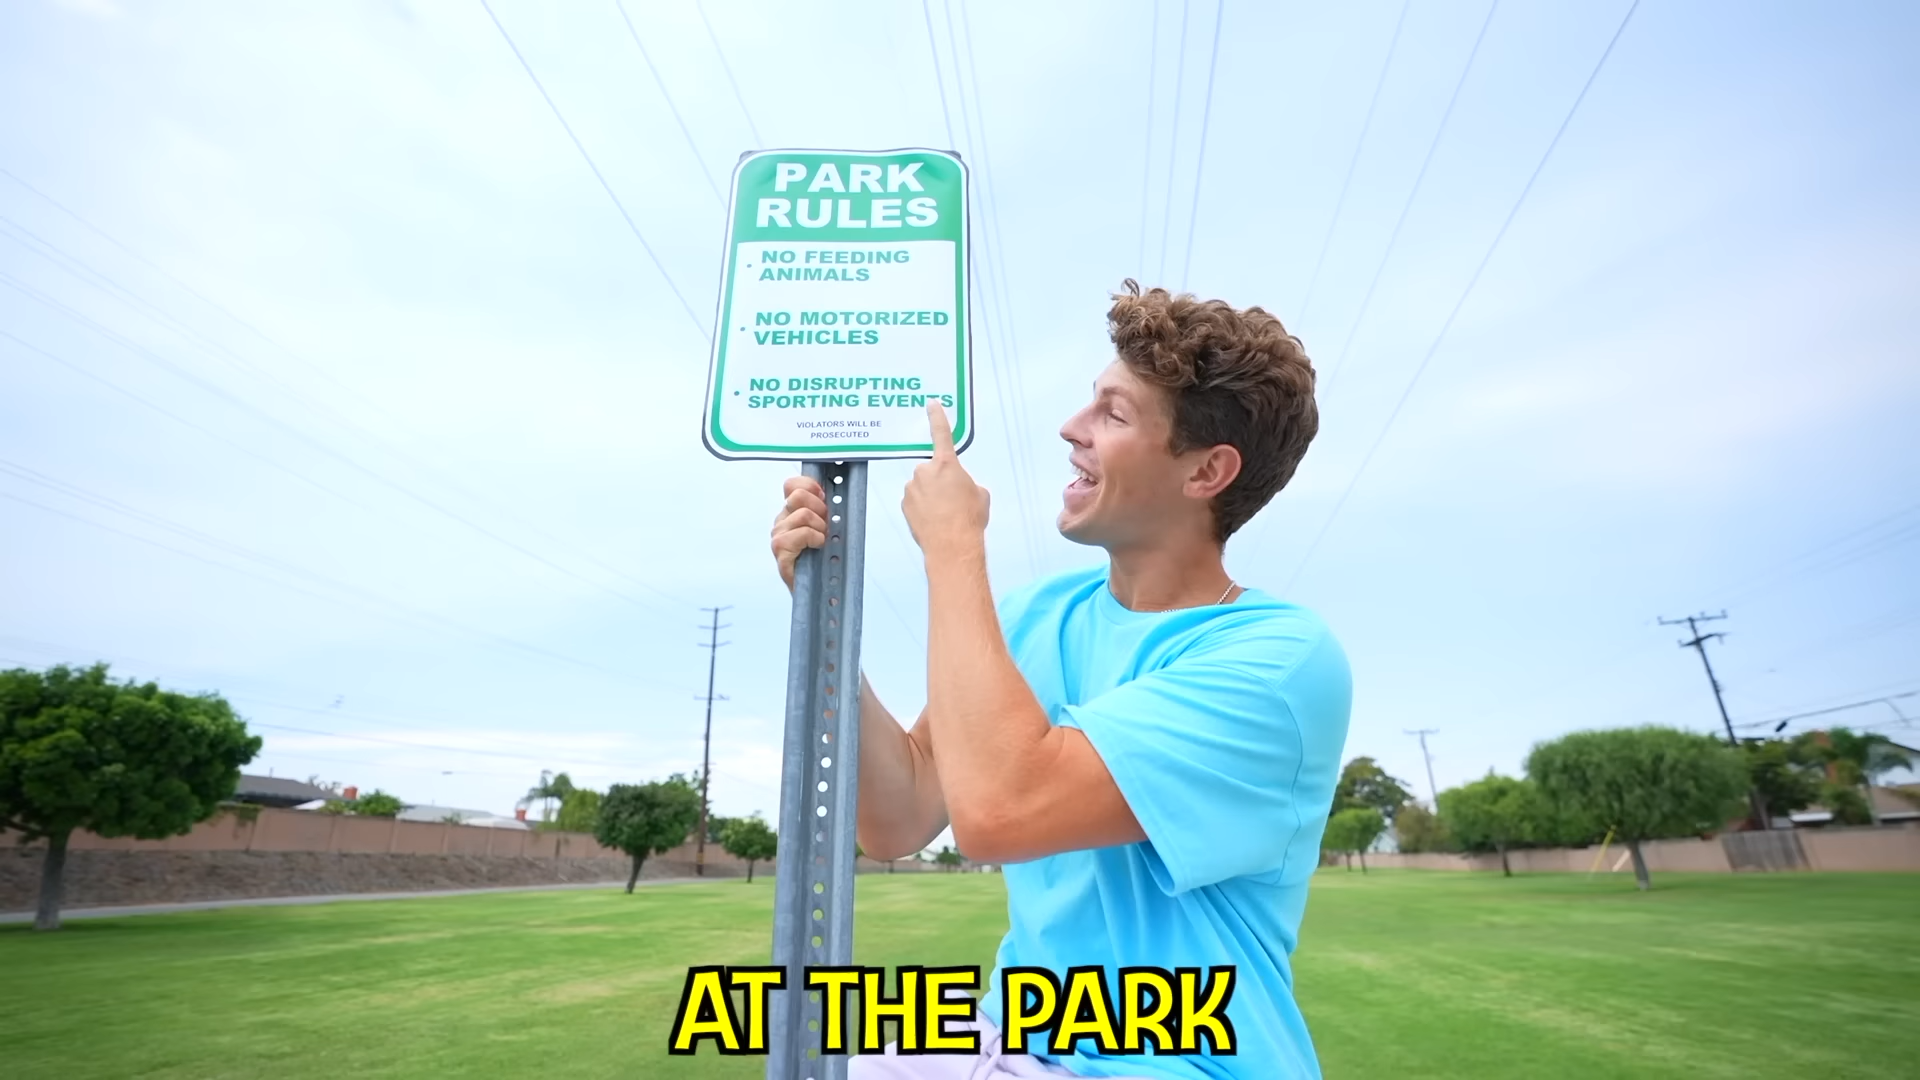 PARK
RULES
· NO FEEDING
ANIMALS
· NO MOTORIZED
VEHICLES
· NO DISRUPTING
SPORTING EVENTS
VIOLATORS WILL BE
PROSECUTED
AT THE PARK